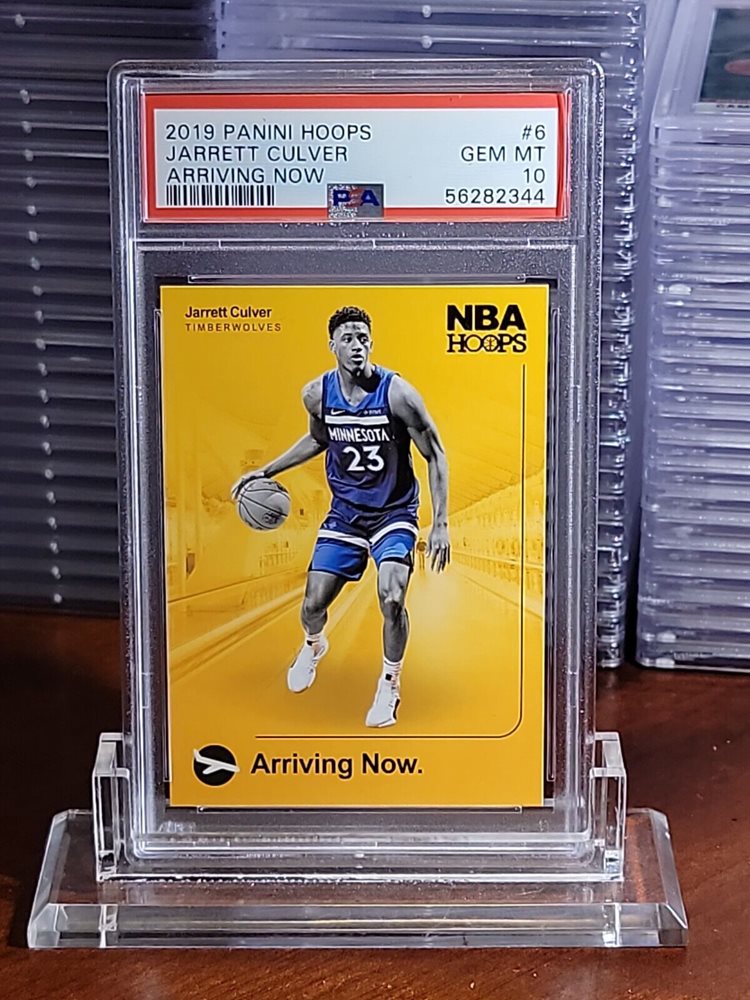 2019 PANINI HOOPS #6
JARRETT CULVER GEM MT
ARRIVING NOW 10
PSA 56282344
Jarrett Culver
TIMBERWOLVES
NBA
HOOPS
MINNESOTA
23
Arriving Now.